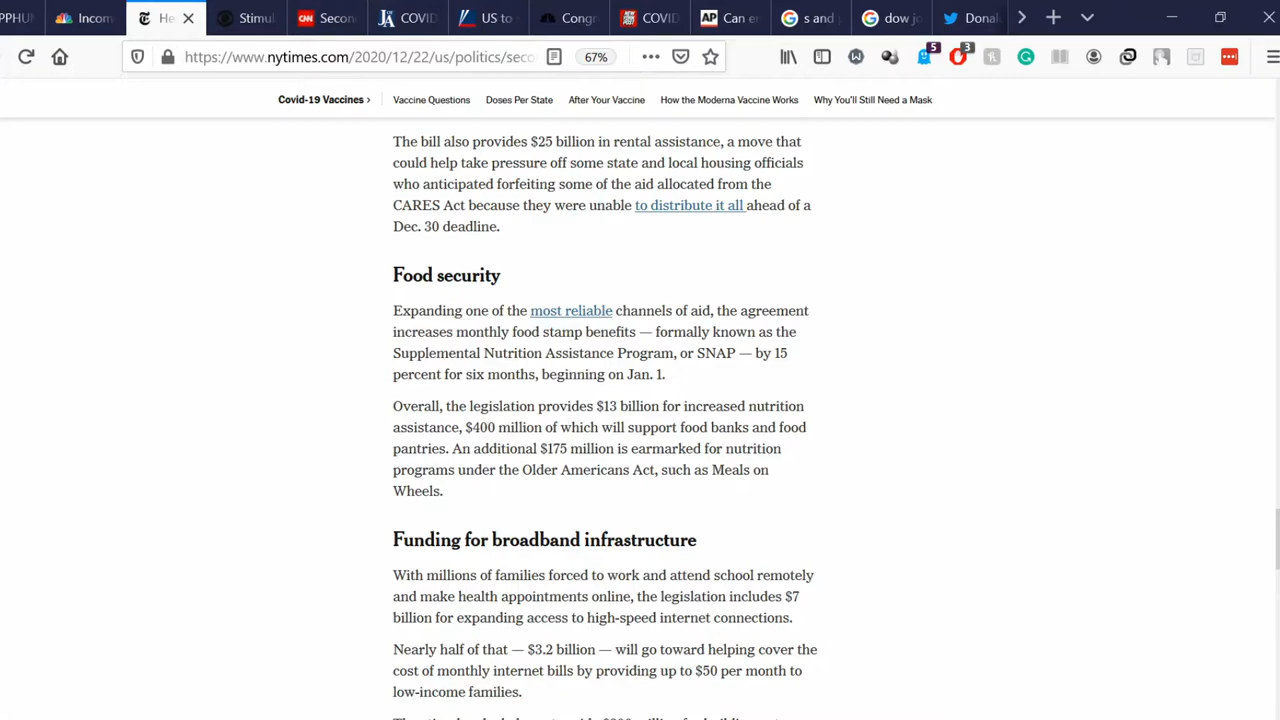 PPHU
Incom
He
Stimul
CNN
Secon
COVID
US to
Congr
COVID
AP
Can e
s and
dow jo
Donal
https://www.nytimes.com/2020/12/22/us/politics/seco
67%
5
3
Covid-19 Vaccines ›
Vaccine Questions
Doses Per State
After Your Vaccine
How the Moderna Vaccine Works
Why You'll Still Need a Mask
The bill also provides $25 billion in rental assistance, a move that
could help take pressure off some state and local housing officials
who anticipated forfeiting some of the aid allocated from the
CARES Act because they were unable to distribute it all ahead of a
Dec. 30 deadline.
Food security
Expanding one of the most reliable channels of aid, the agreement
increases monthly food stamp benefits — formally known as the
Supplemental Nutrition Assistance Program, or SNAP — by 15
percent for six months, beginning on Jan. 1.
Overall, the legislation provides $13 billion for increased nutrition
assistance, $400 million of which will support food banks and food
pantries. An additional $175 million is earmarked for nutrition
programs under the Older Americans Act, such as Meals on
Wheels.
Funding for broadband infrastructure
With millions of families forced to work and attend school remotely
and make health appointments online, the legislation includes $7
billion for expanding access to high-speed internet connections.
Nearly half of that — $3.2 billion — will go toward helping cover the
cost of monthly internet bills by providing up to $50 per month to
low-income families.